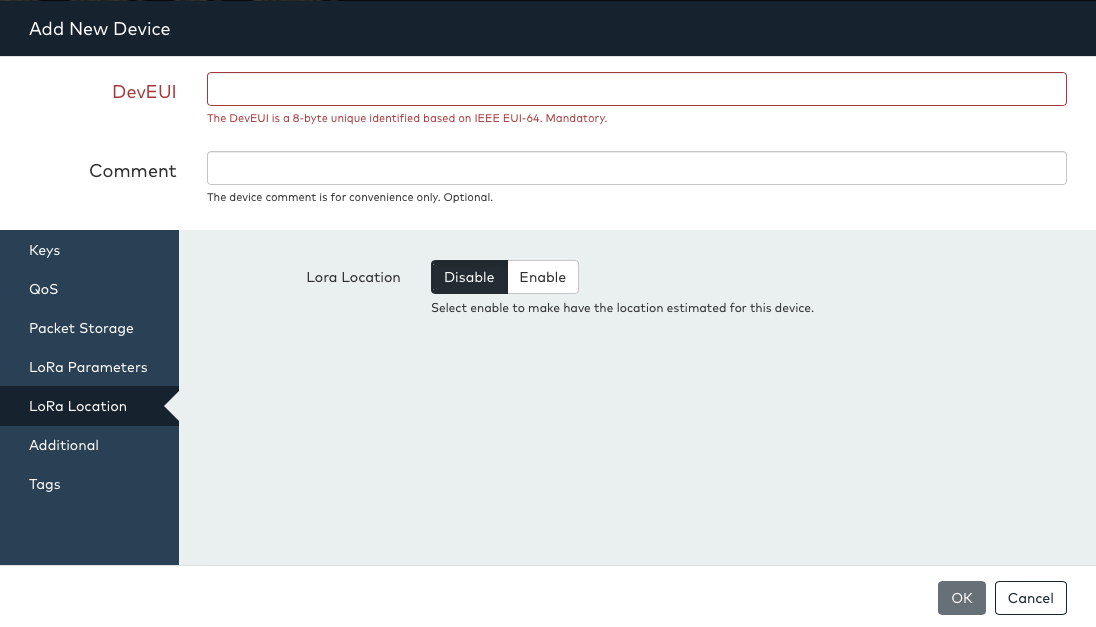 Add New Device
DevEUI
The DevEUI is a 8-byte unique identified based on IEEE EUI-64. Mandatory.
Comment
The device comment is for convenience only. Optional.
Keys
QoS
Packet Storage
LoRa Parameters
LoRa Location
Additional
Tags
Lora Location Disable Enable
Select enable to make have the location estimated for this device.
OK Cancel